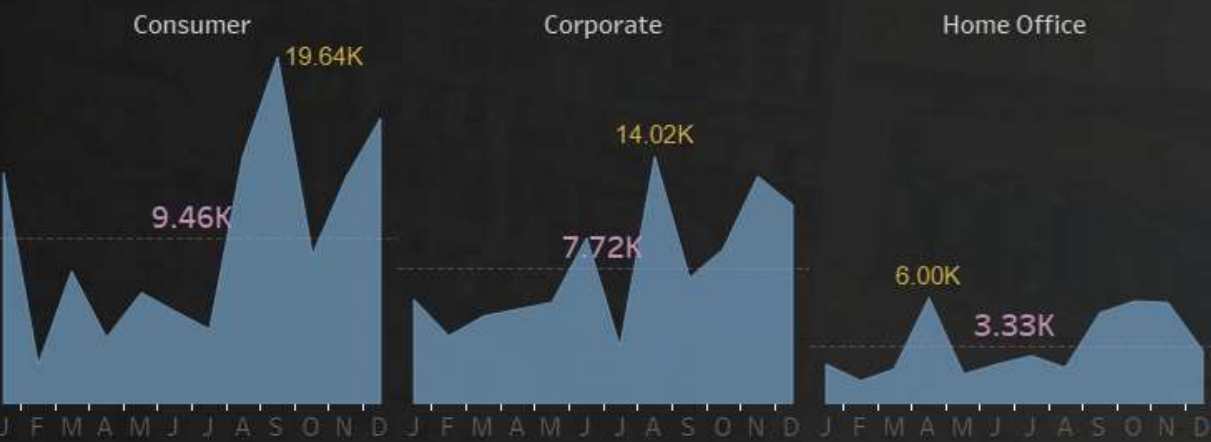 Consumer Corporate Home Office
19.64K
14.02K
9.46K
7.72K
6.00K
3.33K
J F M A M J J A S O N D J F M A M J J A S O N D J F M A M J J A S O N D